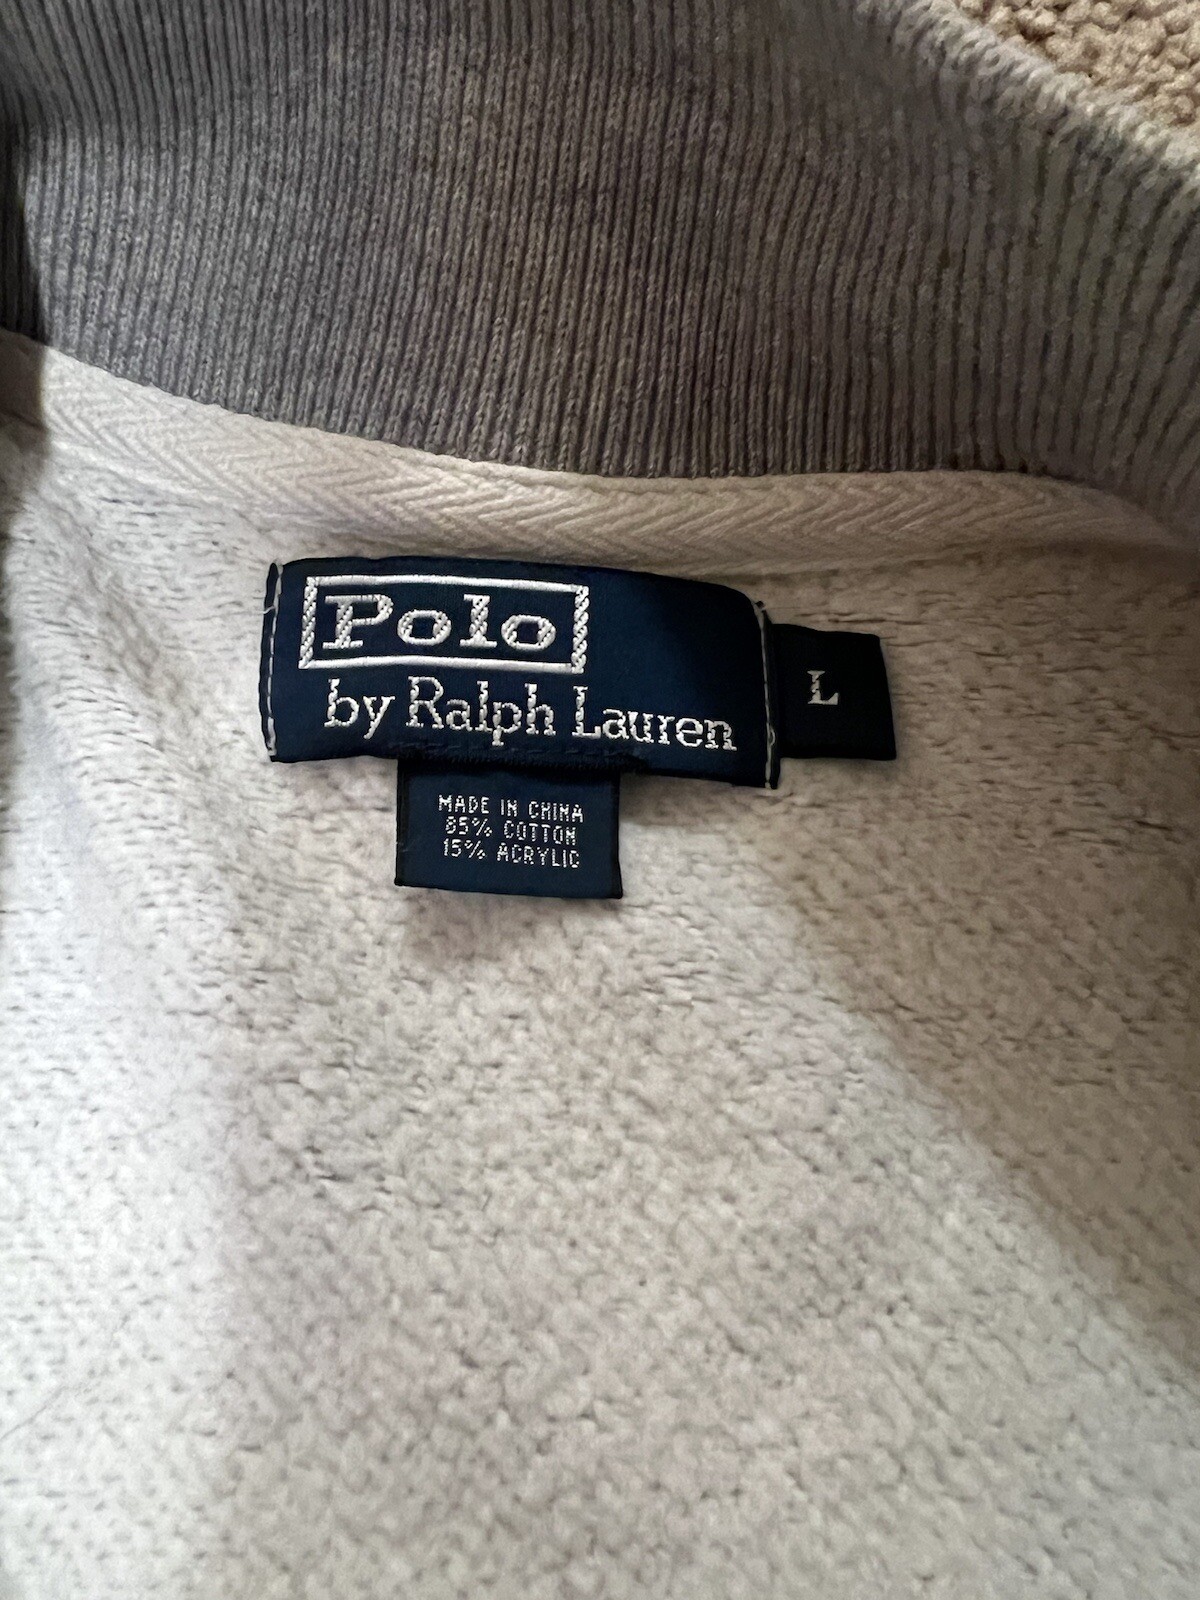 Polo
by Ralph Lauren
L
MADE IN CHINA
85% COTTON
15% ACRYLIC